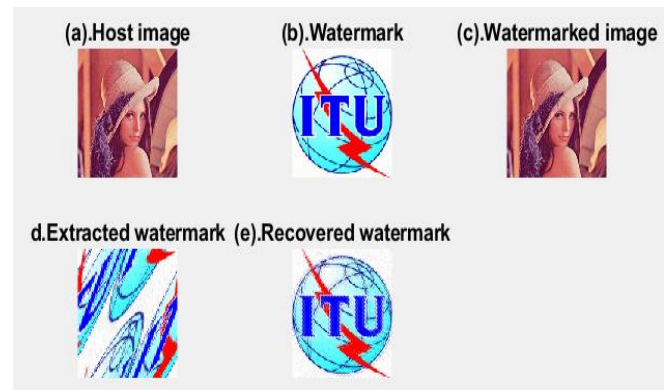 (a).Host image
(b).Watermark
(c).Watermarked image
ITU
d.Extracted watermark
(e).Recovered watermark
ITU